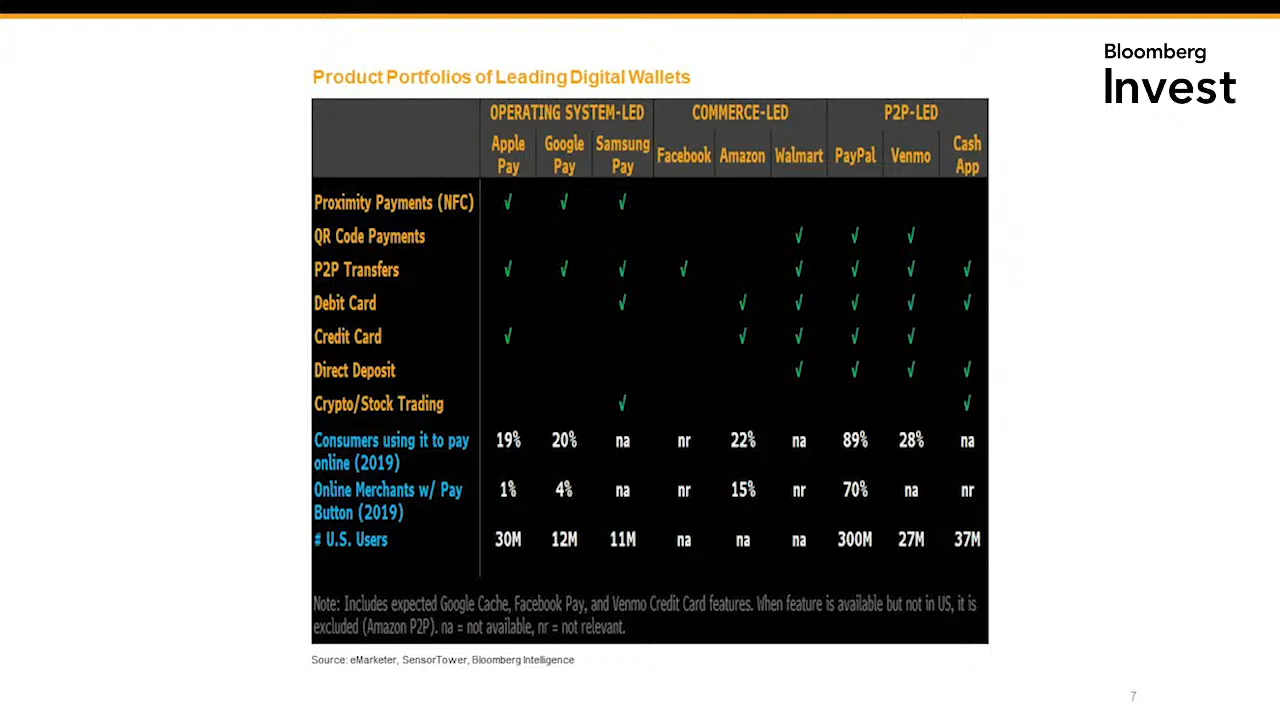 Bloomberg
Invest
Product Portfolios of Leading Digital Wallets
OPERATING SYSTEM-LED COMMERCE-LED P2P-LED
Apple Pay Google Pay Samsung Pay Facebook Amazon Walmart PayPal Venmo Cash App
Proximity Payments (NFC) √ √ √
QR Code Payments √ √ √
P2P Transfers √ √ √ √ √ √ √ √
Debit Card √ √ √ √ √ √
Credit Card √ √ √ √ √
Direct Deposit √ √ √ √
Crypto/Stock Trading √ √
Consumers using it to pay 19% 20% na nr 22% na 89% 28% na
online (2019)
Online Merchants w/ Pay 1% 4% na nr 15% nr 70% na nr
Button (2019)
# U.S. Users 30M 12M 11M na na na 300M 27M 37M
Note: Includes expected Google Cache, Facebook Pay, and Venmo Credit Card features. When feature is available but not in US, it is
excluded (Amazon P2P). na = not available, nr = not relevant.
Source: eMarketer, SensorTower, Bloomberg Intelligence
7